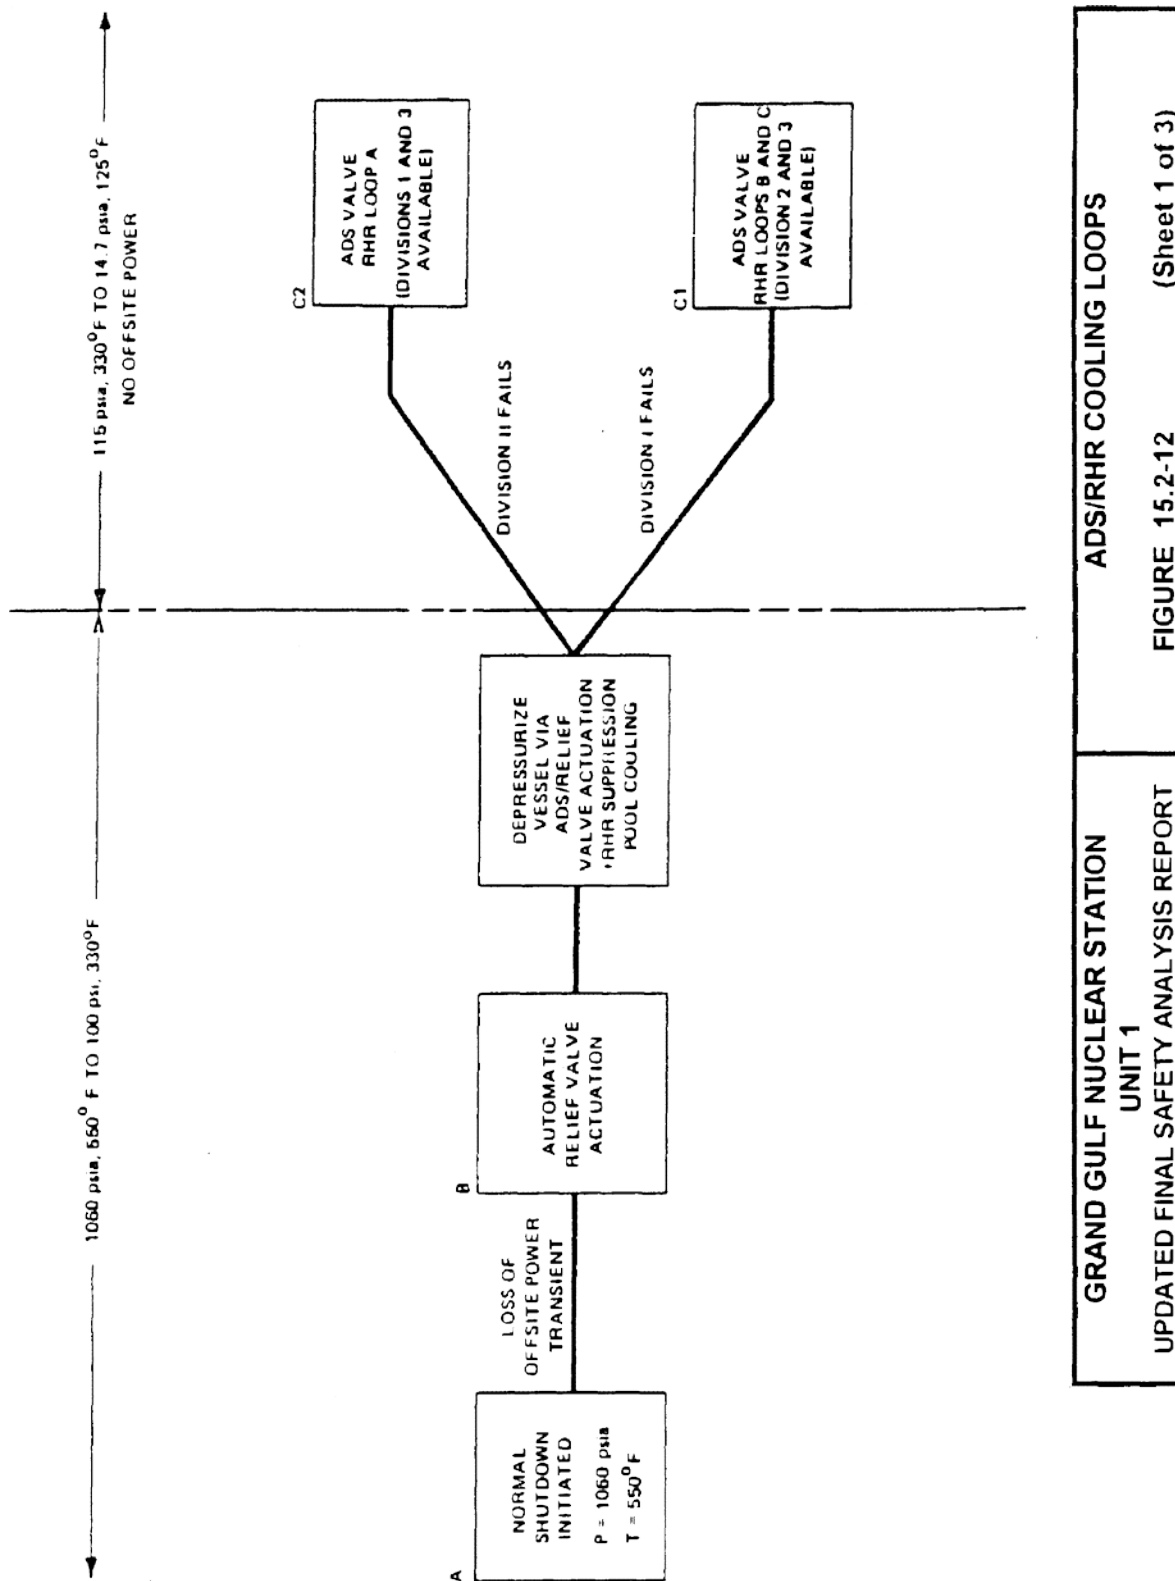 1060 psia, 550°F TO 100 psi, 330°F
115 psia, 330°F TO 14.7 psia, 125°F
NO OFFSITE POWER
A
NORMAL
SHUTDOWN
INITIATED
P = 1060 psia
T = 550°F
LOSS OF
OFFSITE POWER
TRANSIENT
B
AUTOMATIC
RELIEF VALVE
ACTUATION
DEPRESSURIZE
VESSEL VIA
ADS/RELIEF
VALVE ACTUATION
+RHR SUPPRESSION
POOL COOLING
DIVISION II FAILS
DIVISION I FAILS
C2
ADS VALVE
RHR LOOP A
(DIVISIONS 1 AND 3
AVAILABLE)
C1
ADS VALVE
RHR LOOPS B AND C
(DIVISION 2 AND 3
AVAILABLE)
GRAND GULF NUCLEAR STATION
UNIT 1
UPDATED FINAL SAFETY ANALYSIS REPORT
ADS/RHR COOLING LOOPS
FIGURE 15.2-12 (Sheet 1 of 3)